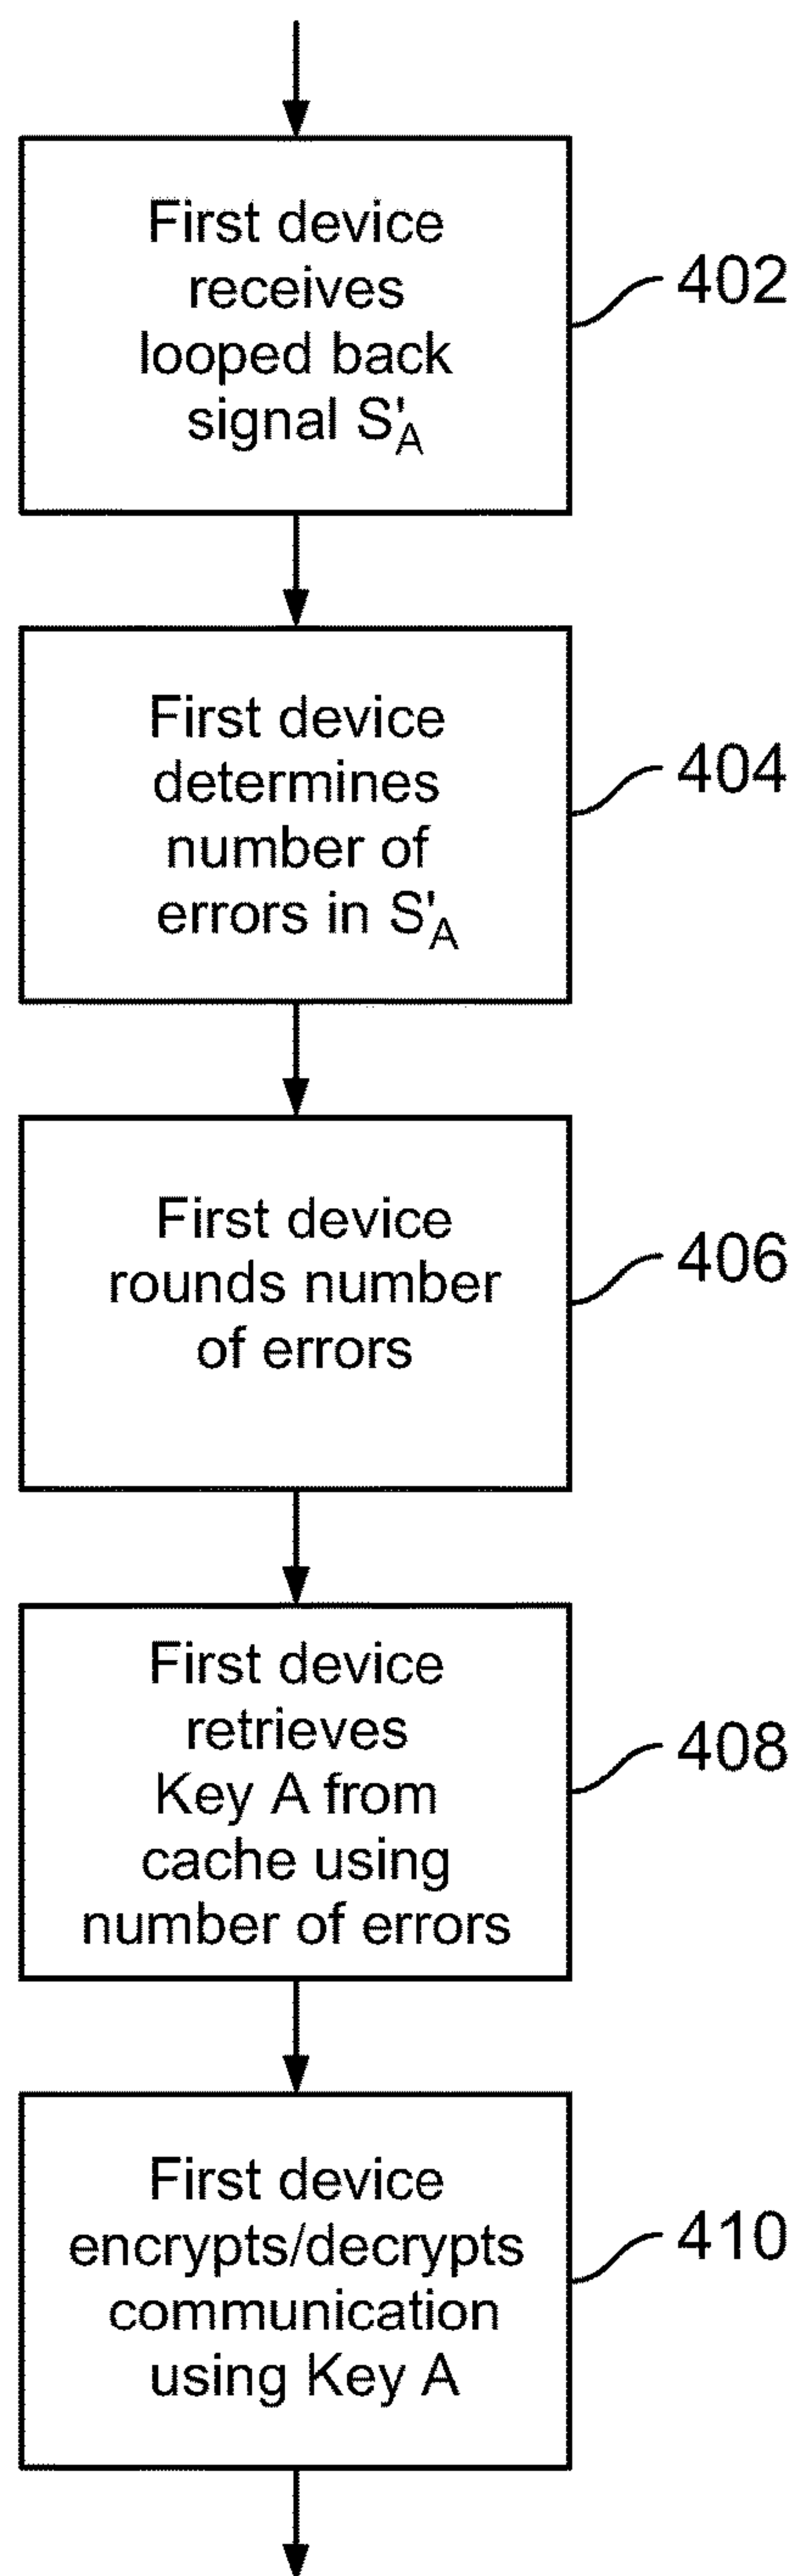 First device
receives
looped back
signal S'A
402
First device
determines
number of
errors in S'A
404
First device
rounds number
of errors
406
First device
retrieves
Key A from
cache using
number of errors
408
First device
encrypts/decrypts
communication
using Key A
410